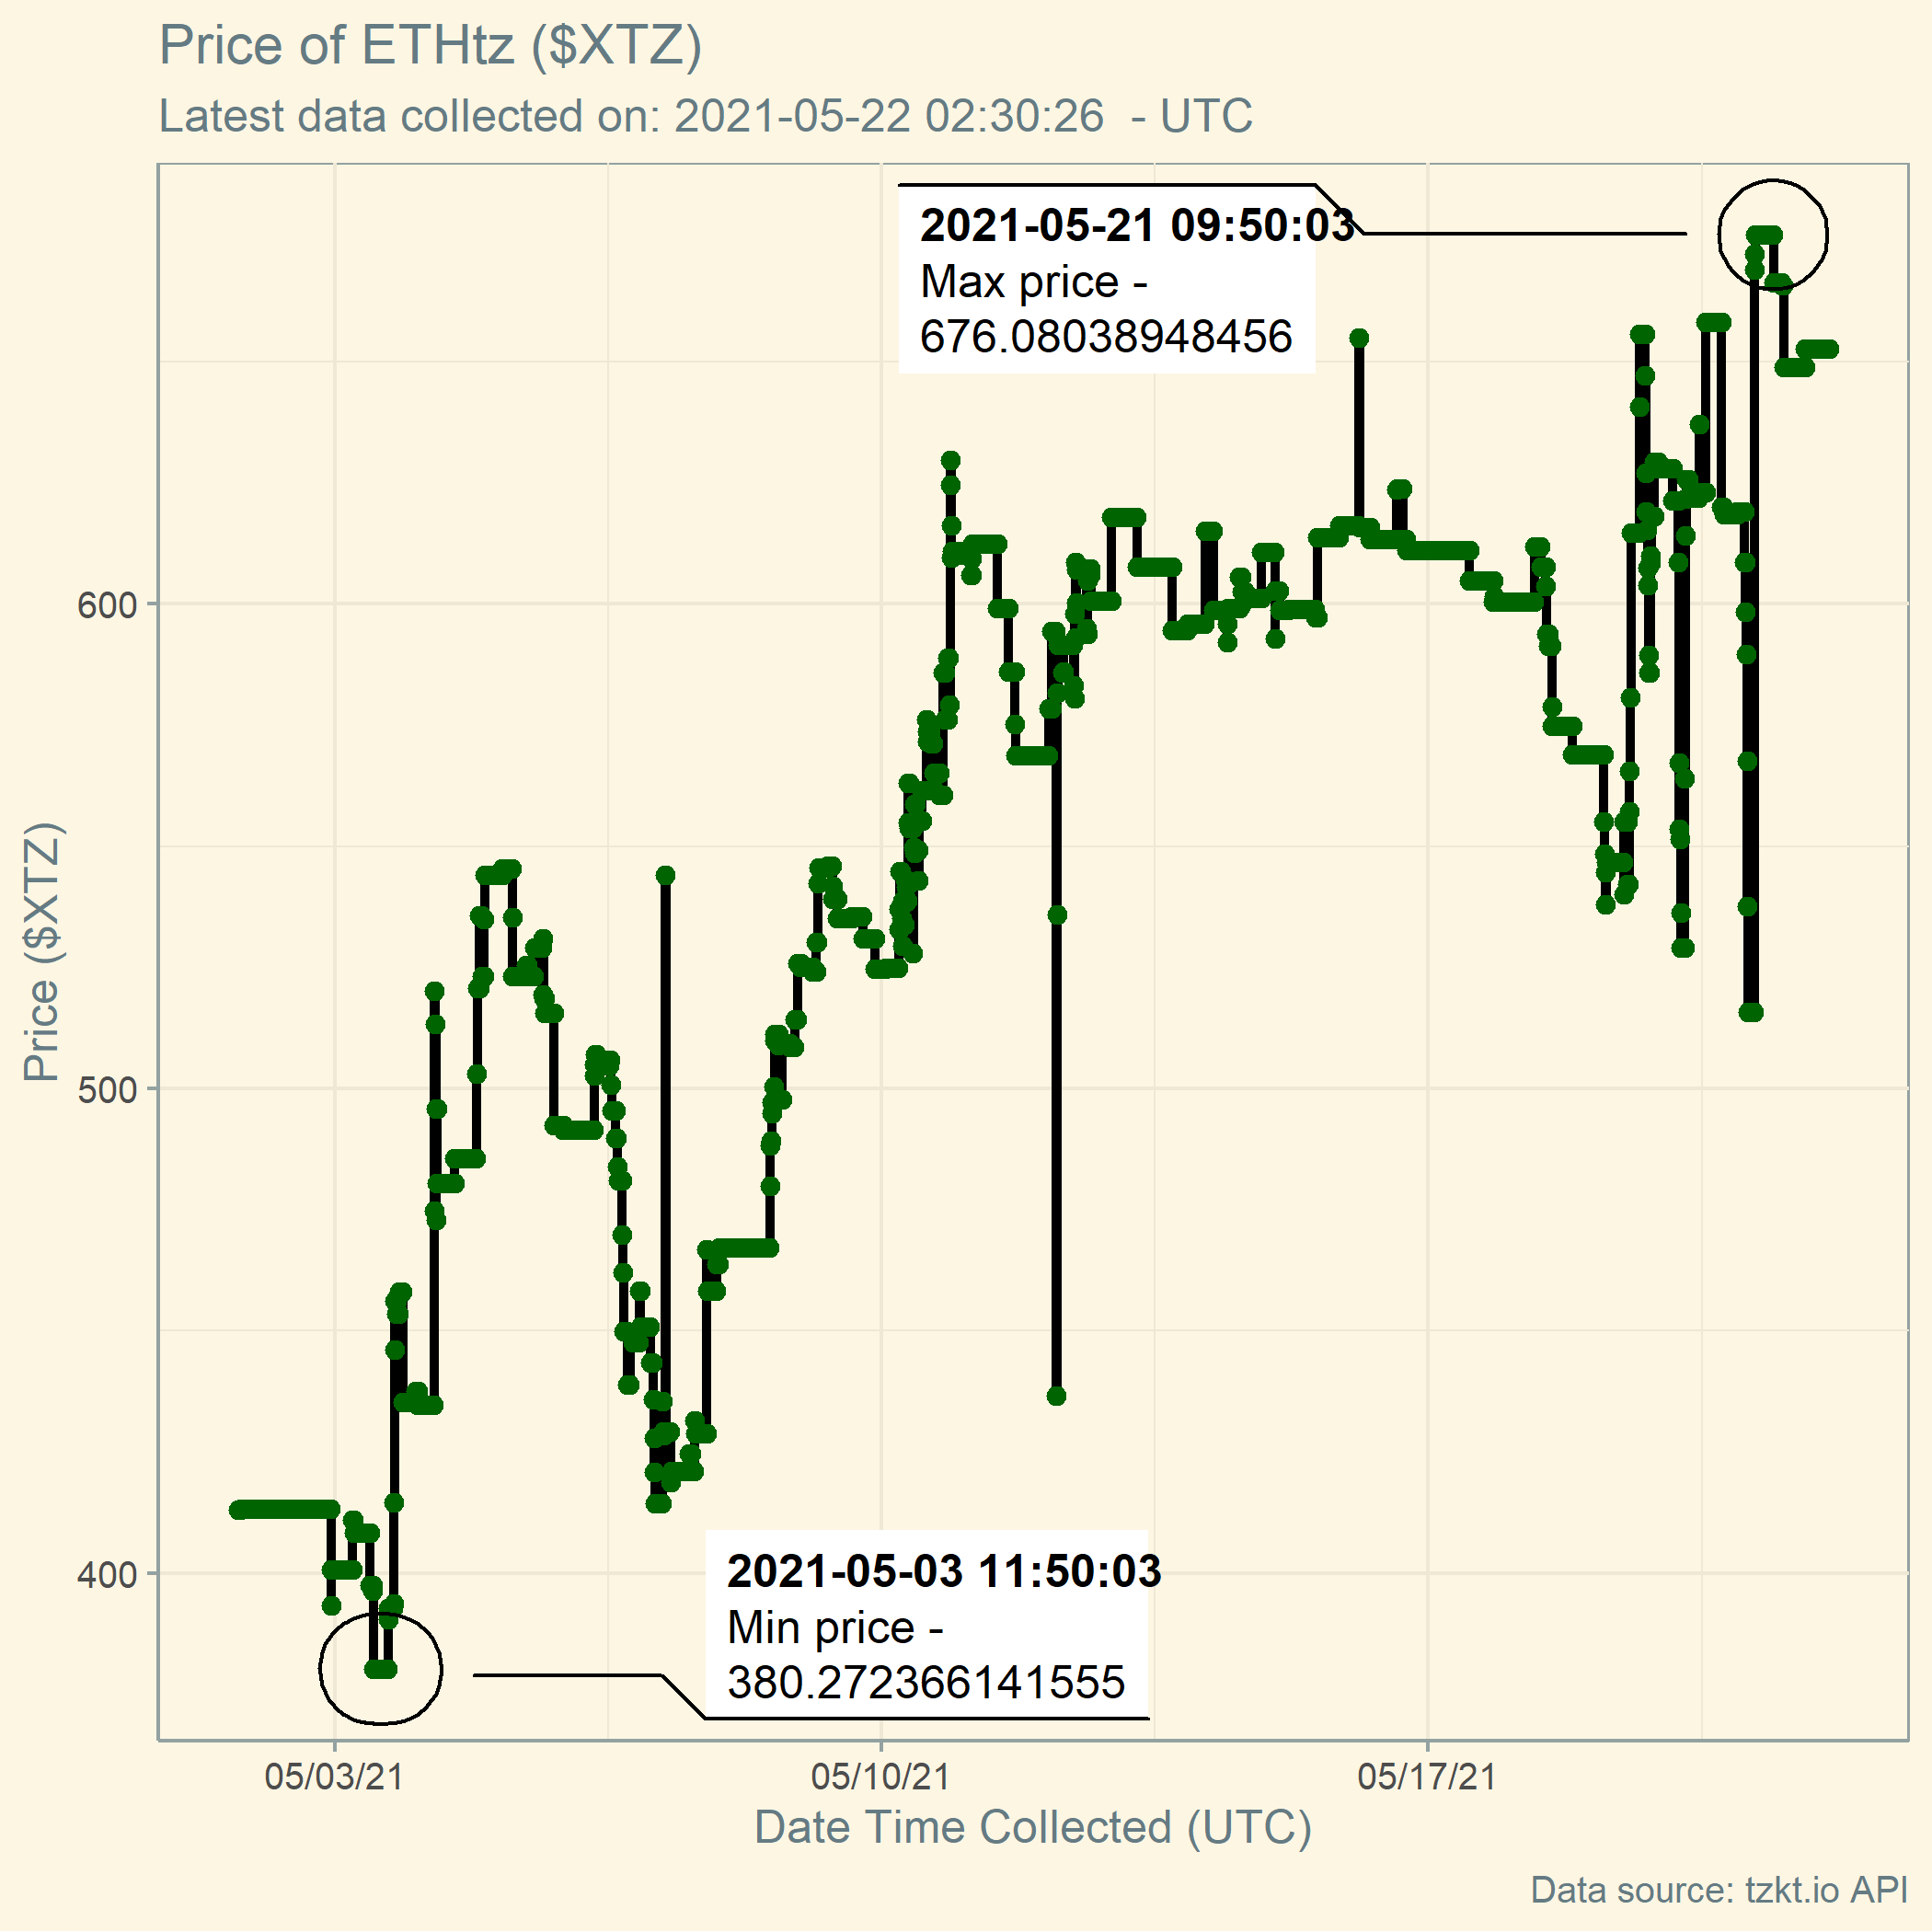 Price of ETHtz ($XTZ)
Latest data collected on: 2021-05-22 02:30:26  - UTC
2021-05-21 09:50:03
Max price -
676.08038948456
600
500
400
Price ($XTZ)
2021-05-03 11:50:03
Min price -
380.272366141555
05/03/21
05/10/21
05/17/21
Date Time Collected (UTC)
Data source: tzkt.io API